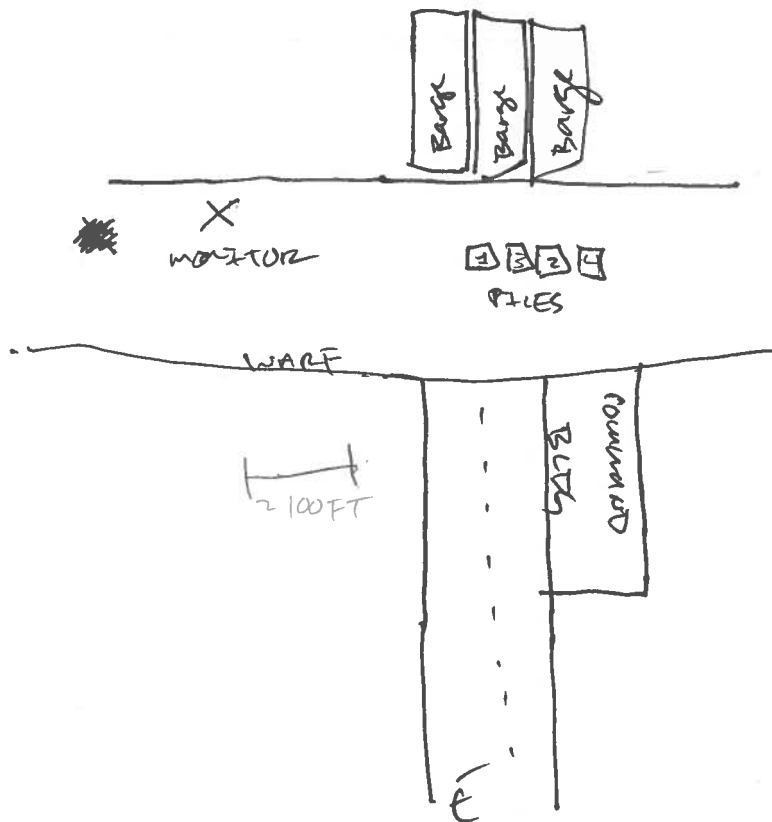 Barge
Barge
Barge
X
MONITOR
1 3 2 4
PILES
WARF
COMMAND
BLDG
~100FT